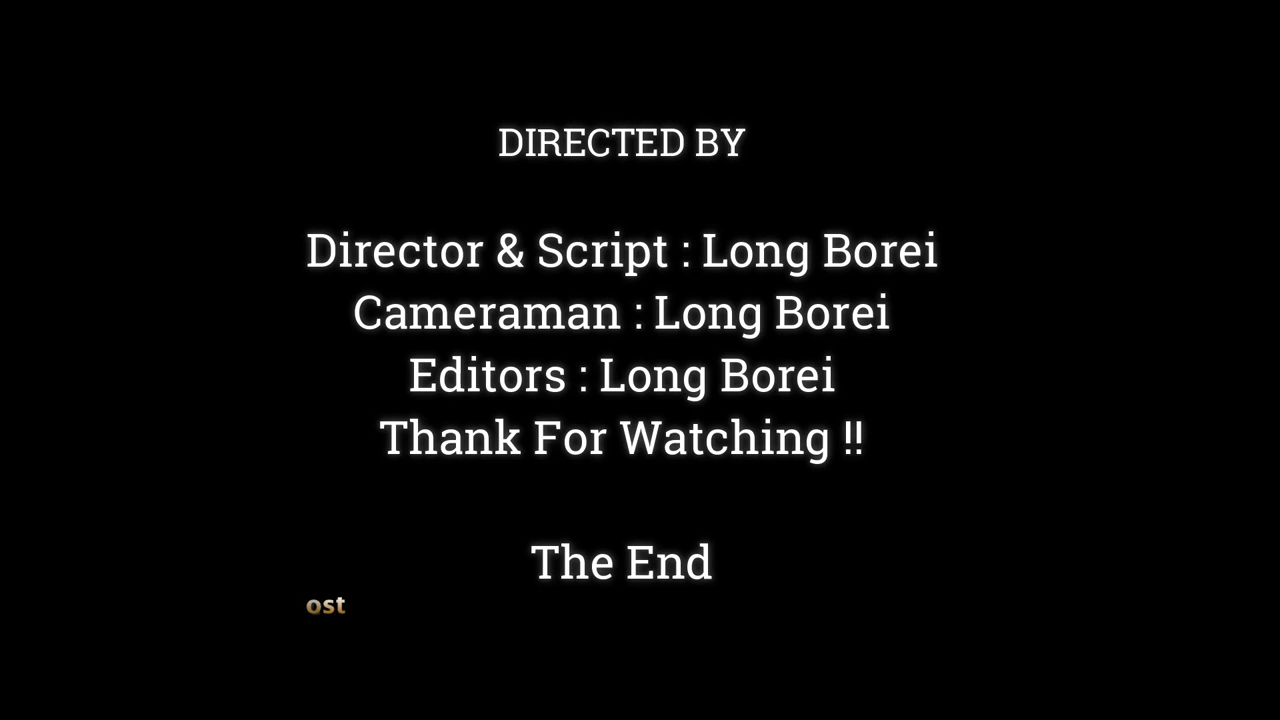 DIRECTED BY
Director & Script : Long Borei
Cameraman : Long Borei
Editors : Long Borei
Thank For Watching !!
The End
ost